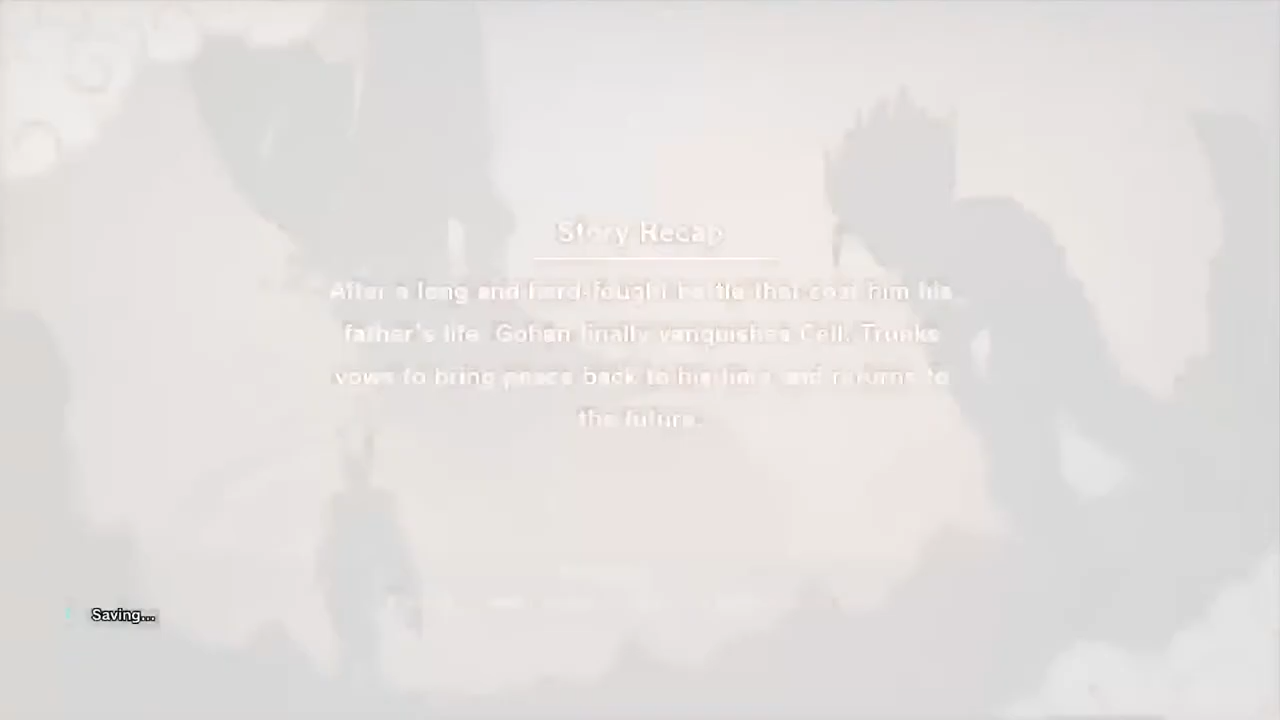 Story Recap
After a long and hard-fought battle that cost him his
father's life, Gohan finally vanquishes Cell. Trunks
vows to bring peace back to his time and returns to
the future.
Saving...